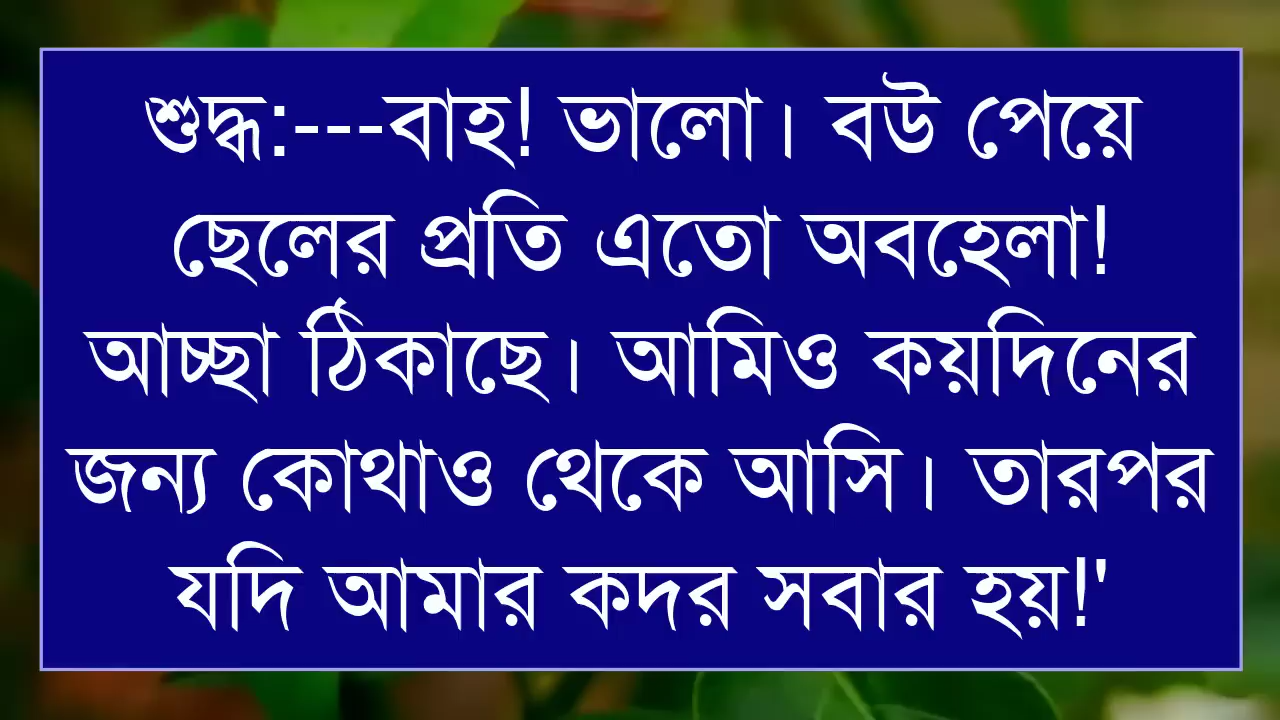 শুদ্ধ:---বাহ! ভালো। বউ পেয়ে
ছেলের প্রতি এতো অবহেলা!
আচ্ছা ঠিকাছে। আমিও কয়দিনের
জন্য কোথাও থেকে আসি। তারপর
যদি আমার কদর সবার হয়!'